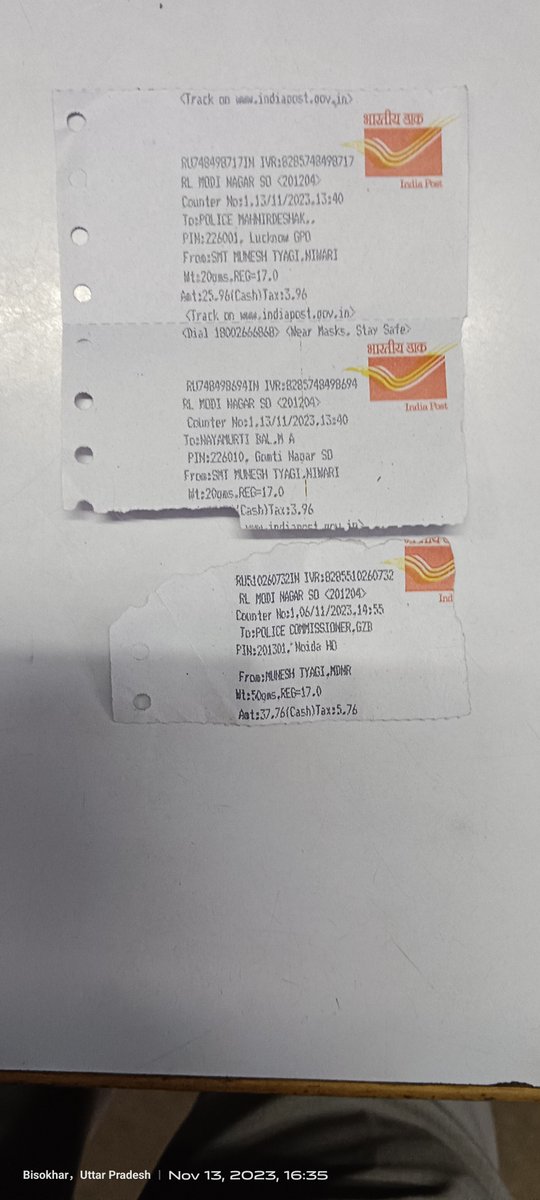 <Track on www.indiapost.gov.in>
भारतीय डाक
India Post
RU748498717IN IVR:8285748498717
RL MODI NAGAR SO <201204>
Counter No:1,13/11/2023,13:40
To:POLICE MAHNIRDESHAK,.
PIN:226001, Lucknow GPO
From:SMT MUNESH TYAGI,NIWARI
Wt:20gms,REG=17.0
Amt:25.96(Cash)Tax:3.96
<Track on www.indiapost.gov.in>
<Dial 18002666868> <Wear Masks, Stay Safe>
भारतीय डाक
India Post
RU748498694IN IVR:8285748498694
RL MODI NAGAR SO <201204>
Counter No:1,13/11/2023,13:40
To:NAYAMURTI BAL,M A
PIN:226010, Gomti Nagar SO
From:SMT MUNESH TYAGI,NIWARI
Wt:20gms,REG=17.0
(Cash)Tax:3.96
www.indiapost.gov.in>
Ind
RU510260732IN IVR:8285510260732
RL MODI NAGAR SO <201204>
Counter No:1,06/11/2023,14:55
To:POLICE COMMISSIONER,GZB
PIN:201301, Noida HO
From:MUNESH TYAGI,MDNR
Wt:50gms,REG=17.0
Amt:37.76(Cash)Tax:5.76
Bisokhar, Uttar Pradesh | Nov 13, 2023, 16:35